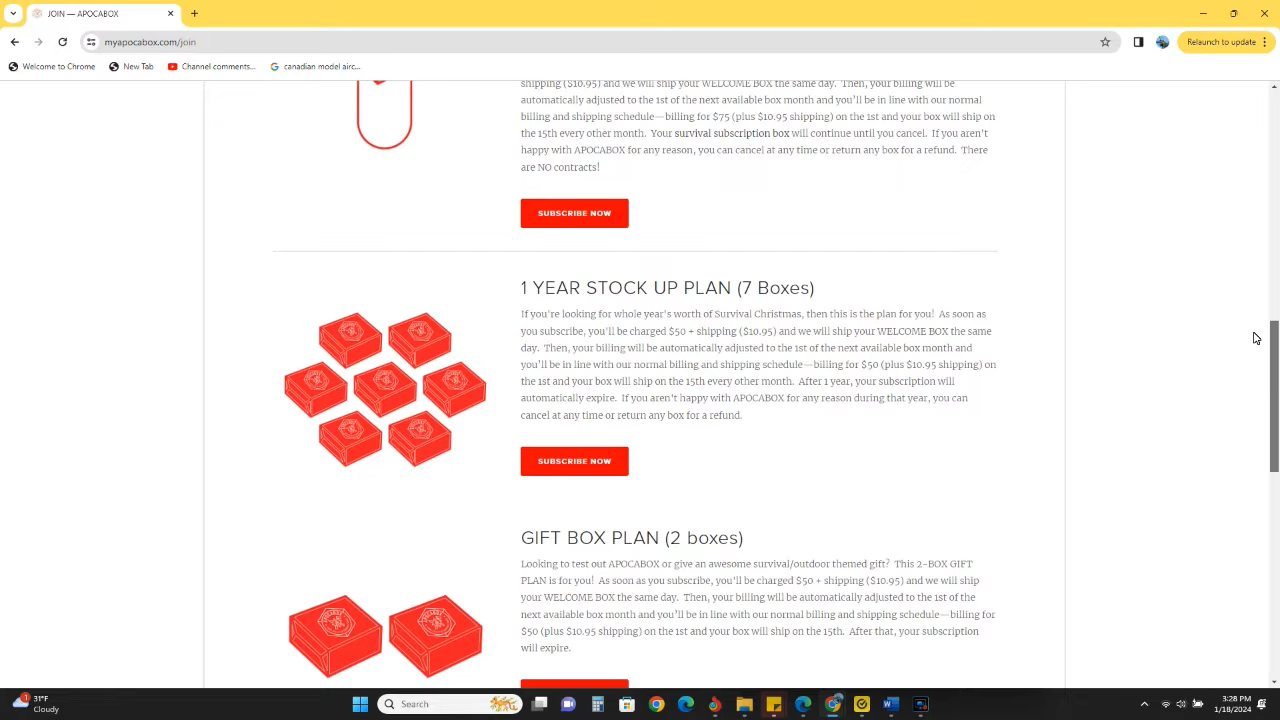 JOIN — APOCABOX
myapocabox.com/join
Relaunch to update
Welcome to Chrome
New Tab
Channel comments...
canadian model airc...
shipping ($10.95) and we will ship your WELCOME BOX the same day. Then, your billing will be
automatically adjusted to the 1st of the next available box month and you'll be in line with our normal
billing and shipping schedule—billing for $75 (plus $10.95 shipping) on the 1st and your box will ship on
the 15th every other month. Your survival subscription box will continue until you cancel. If you aren't
happy with APOCABOX for any reason, you can cancel at any time or return any box for a refund. There
are NO contracts!
SUBSCRIBE NOW
1 YEAR STOCK UP PLAN (7 Boxes)
If you're looking for whole year's worth of Survival Christmas, then this is the plan for you! As soon as
you subscribe, you'll be charged $50 + shipping ($10.95) and we will ship your WELCOME BOX the same
day. Then, your billing will be automatically adjusted to the 1st of the next available box month and
you'll be in line with our normal billing and shipping schedule—billing for $50 (plus $10.95 shipping) on
the 1st and your box will ship on the 15th every other month. After 1 year, your subscription will
automatically expire. If you aren't happy with APOCABOX for any reason during that year, you can
cancel at any time or return any box for a refund.
SUBSCRIBE NOW
GIFT BOX PLAN (2 boxes)
Looking to test out APOCABOX or give an awesome survival/outdoor themed gift? This 2-BOX GIFT
PLAN is for you! As soon as you subscribe, you'll be charged $50 + shipping ($10.95) and we will ship
your WELCOME BOX the same day. Then, your billing will be automatically adjusted to the 1st of the
next available box month and you'll be in line with our normal billing and shipping schedule—billing for
$50 (plus $10.95 shipping) on the 1st and your box will ship on the 15th. After that, your subscription
will expire.
1
31°F
Cloudy
Search
3:28 PM
1/18/2024